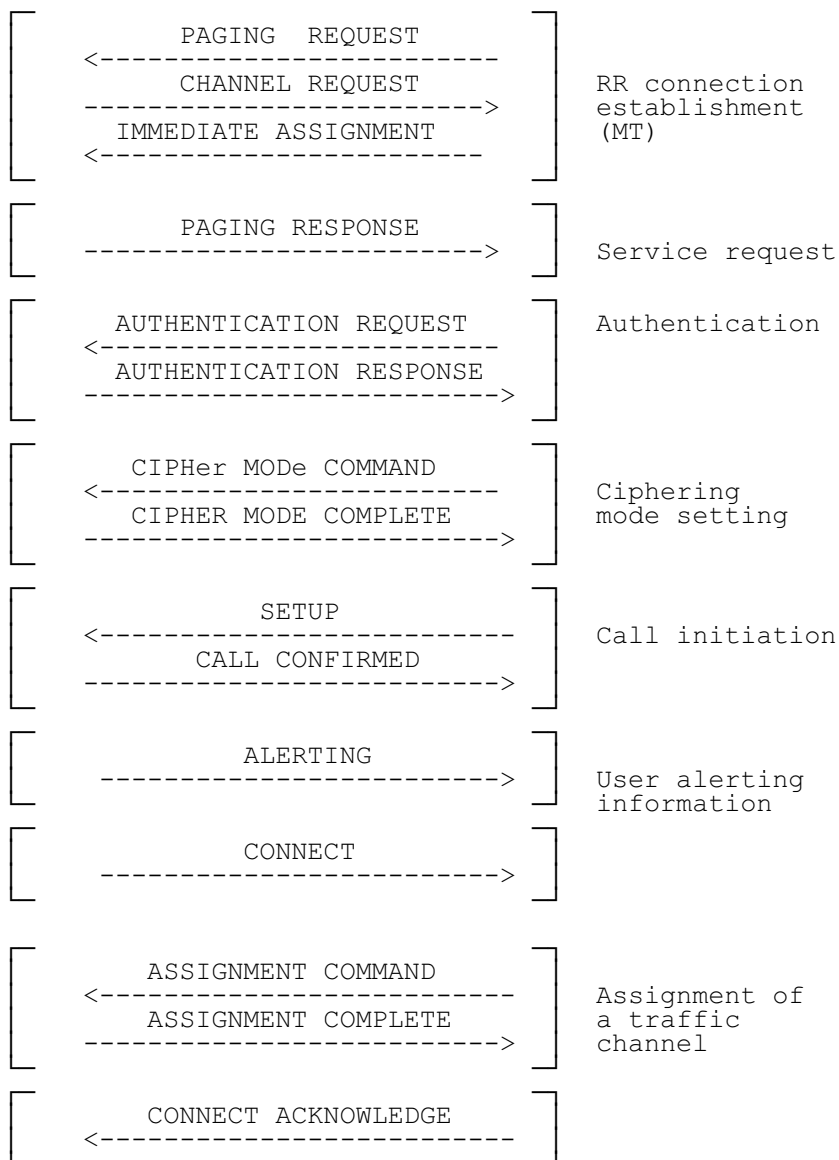 PAGING REQUEST
<-------------------------
CHANNEL REQUEST
------------------------->
IMMEDIATE ASSIGNMENT
<------------------------
RR connection
establishment
(MT)
PAGING RESPONSE
------------------------->
Service request
AUTHENTICATION REQUEST
<-------------------------
AUTHENTICATION RESPONSE
-------------------------->
Authentication
CIPHer MODe COMMAND
<-------------------------
CIPHER MODE COMPLETE
-------------------------->
Ciphering
mode setting
SETUP
<--------------------------
CALL CONFIRMED
-------------------------->
Call initiation
ALERTING
------------------------->
User alerting
information
CONNECT
------------------------->
ASSIGNMENT COMMAND
<--------------------------
ASSIGNMENT COMPLETE
-------------------------->
Assignment of
a traffic
channel
CONNECT ACKNOWLEDGE
<--------------------------